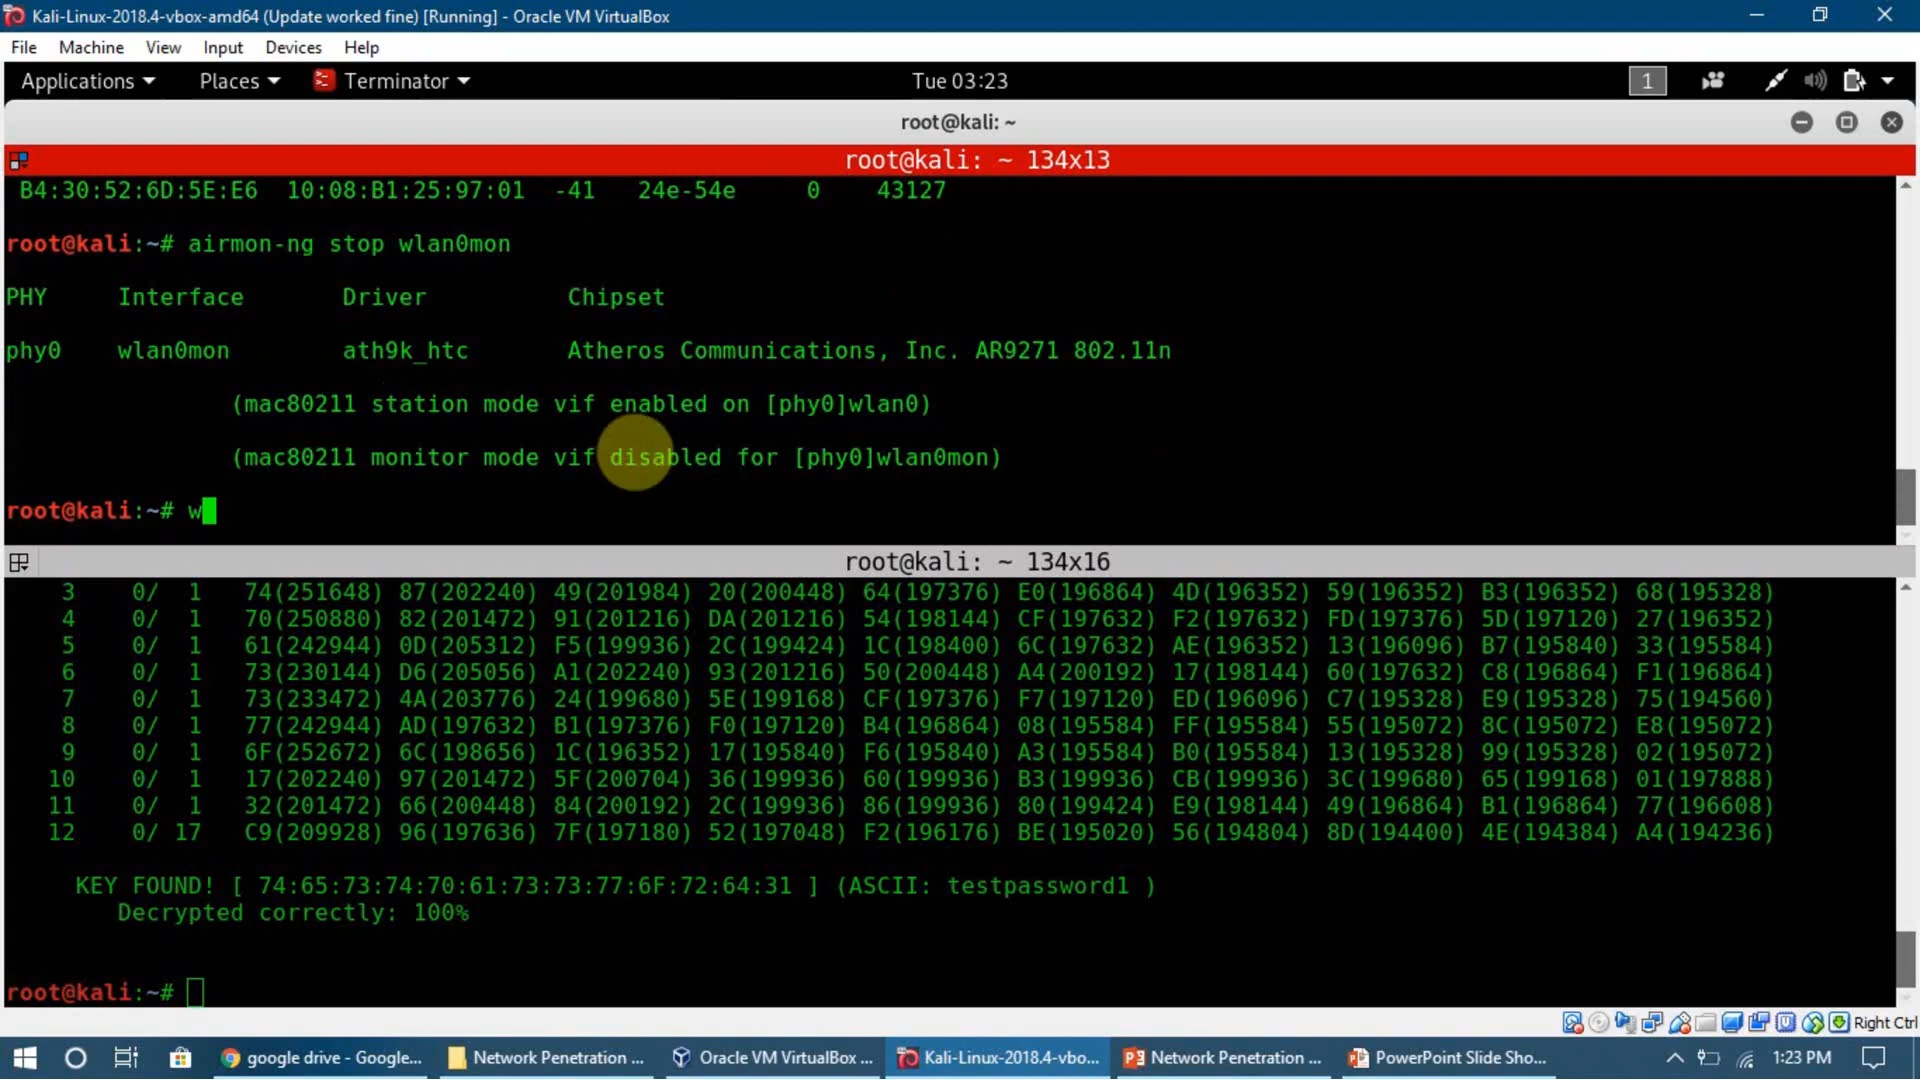 Kali-Linux-2018.4-vbox-amd64 (Update worked fine) [Running] - Oracle VM VirtualBox
File Machine View Input Devices Help
Applications Places Terminator Tue 03:23 1
root@kali: ~
root@kali: ~ 134x13
B4:30:52:6D:5E:E6 10:08:B1:25:97:01 -41 24e-54e 0 43127
root@kali:~# airmon-ng stop wlan0mon
PHY Interface Driver Chipset
phy0 wlan0mon ath9k_htc Atheros Communications, Inc. AR9271 802.11n
(mac80211 station mode vif enabled on [phy0]wlan0)
(mac80211 monitor mode vif disabled for [phy0]wlan0mon)
root@kali:~# w
root@kali: ~ 134x16
3 0/ 1 74(251648) 87(202240) 49(201984) 20(200448) 64(197376) E0(196864) 4D(196352) 59(196352) B3(196352) 68(195328)
4 0/ 1 70(250880) 82(201472) 91(201216) DA(201216) 54(198144) CF(197632) F2(197632) FD(197376) 5D(197120) 27(196352)
5 0/ 1 61(242944) 0D(205312) F5(199936) 2C(199424) 1C(198400) 6C(197632) AE(196352) 13(196096) B7(195840) 33(195584)
6 0/ 1 73(230144) D6(205056) A1(202240) 93(201216) 50(200448) A4(200192) 17(198144) 60(197632) C8(196864) F1(196864)
7 0/ 1 73(233472) 4A(203776) 24(199680) 5E(199168) CF(197376) F7(197120) ED(196096) C7(195328) E9(195328) 75(194560)
8 0/ 1 77(242944) AD(197632) B1(197376) F0(197120) B4(196864) 08(195584) FF(195584) 55(195072) 8C(195072) E8(195072)
9 0/ 1 6F(252672) 6C(198656) 1C(196352) 17(195840) F6(195840) A3(195584) B0(195584) 13(195328) 99(195328) 02(195072)
10 0/ 1 17(202240) 97(201472) 5F(200704) 36(199936) 60(199936) B3(199936) CB(199936) 3C(199680) 65(199168) 01(197888)
11 0/ 1 32(201472) 66(200448) 84(200192) 2C(199936) 86(199936) 80(199424) E9(198144) 49(196864) B1(196864) 77(196608)
12 0/ 17 C9(209928) 96(197636) 7F(197180) 52(197048) F2(196176) BE(195020) 56(194804) 8D(194400) 4E(194384) A4(194236)
KEY FOUND! [ 74:65:73:74:70:61:73:73:77:6F:72:64:31 ] (ASCII: testpassword1 )
Decrypted correctly: 100%
root@kali:~#
Right Ctrl
google drive - Google... Network Penetration ... Oracle VM VirtualBox ... Kali-Linux-2018.4-vbo... Network Penetration ... PowerPoint Slide Sho... 1:23 PM